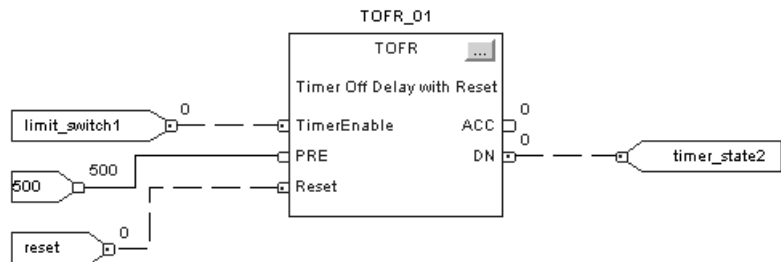 TOFR_01
TOFR
...
Timer Off Delay with Reset
0
limit_switch1
TimerEnable
ACC
0
0
500
500
PRE
DN
timer_state2
Reset
0
reset